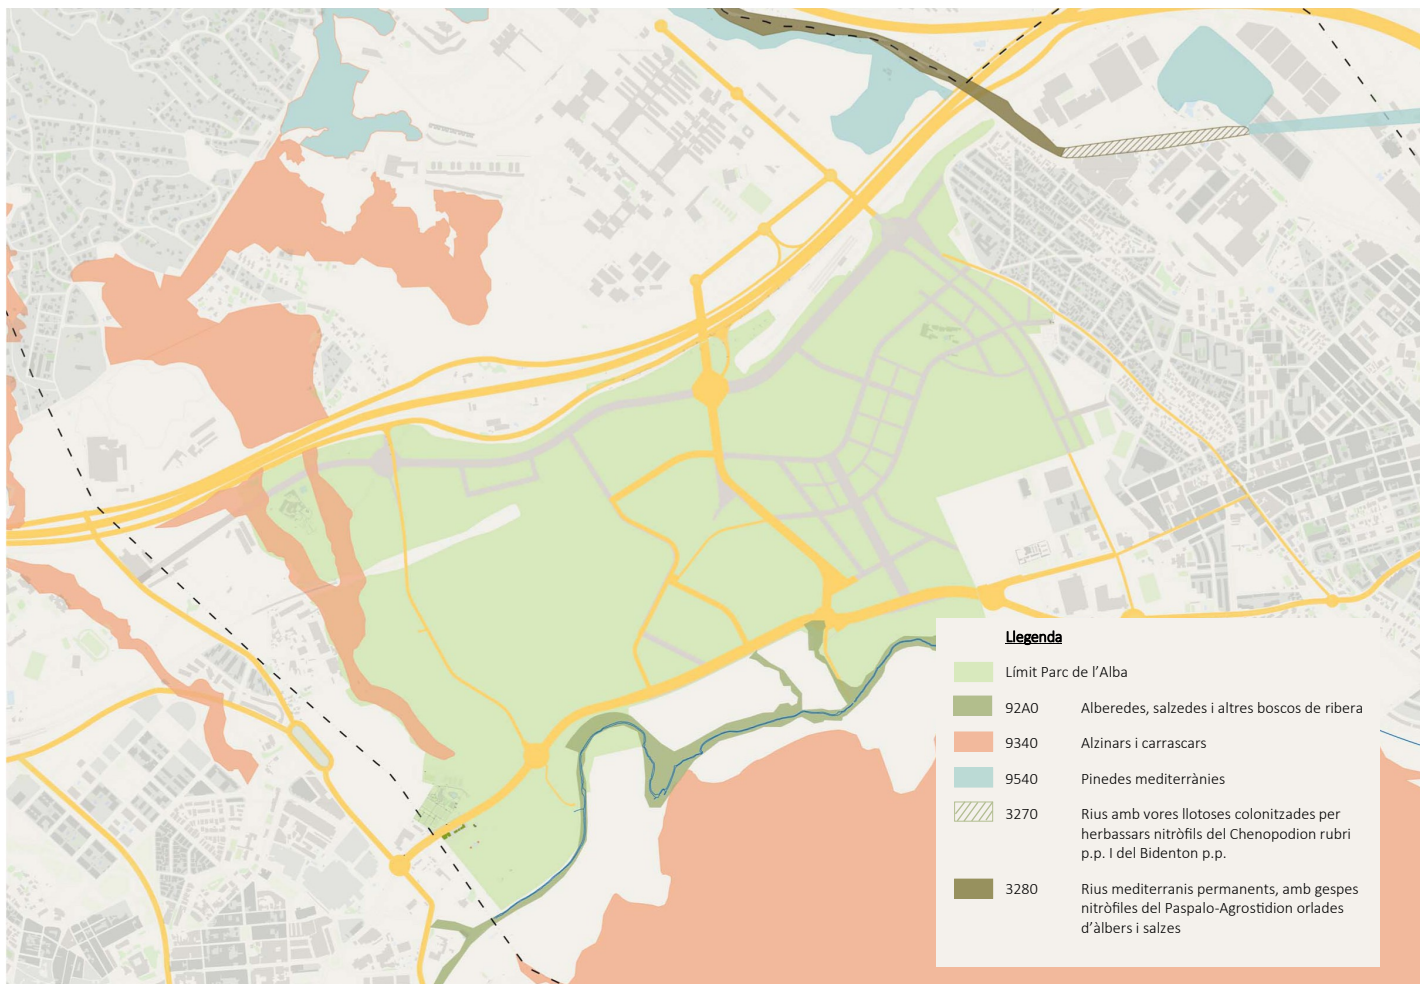 Llegenda
Límit Parc de l'Alba
92A0 Alberedes, salzedes i altres boscos de ribera
9340 Alzinars i carrascars
9540 Pinedes mediterrànies
3270 Rius amb vores llotoses colonitzades per
herbassars nitròfils del Chenopodion rubri
p.p. I del Bidenton p.p.
3280 Rius mediterranis permanents, amb gespes
nitròfiles del Paspalo-Agrostidion orlades
d'àlbers i salzes